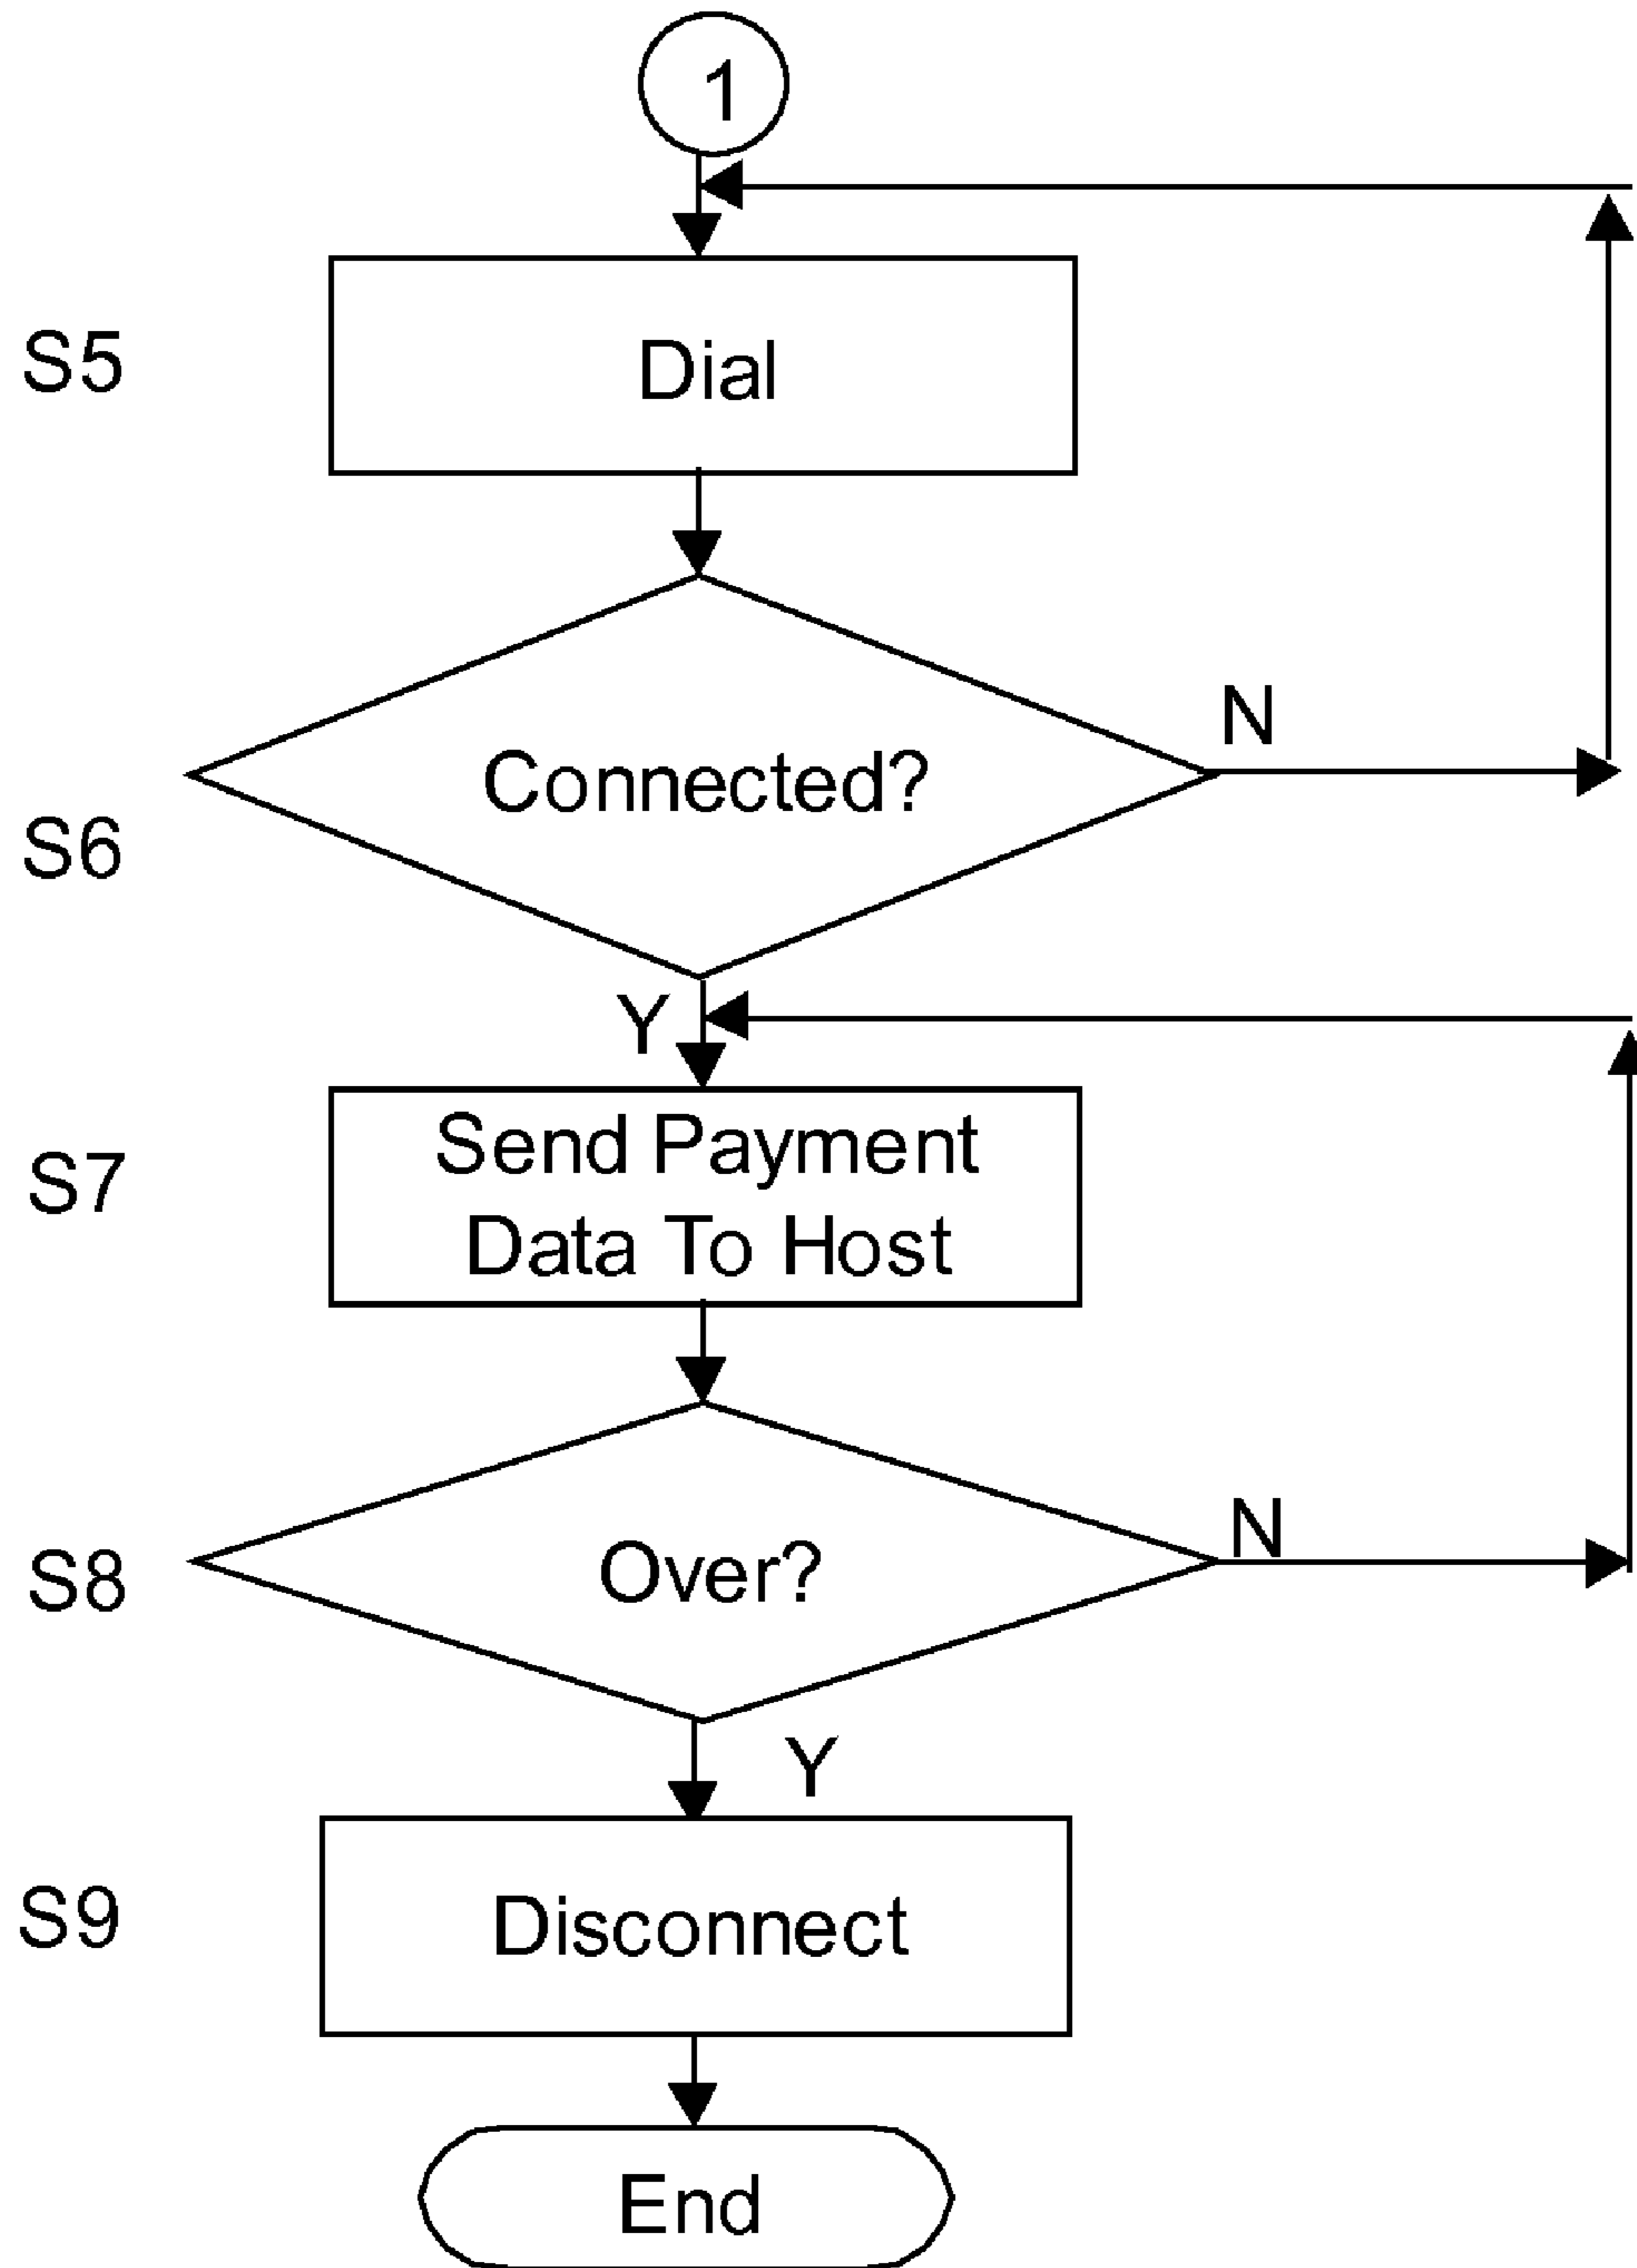 1
S5
Dial
N
Connected?
S6
Y
Send Payment
S7
Data To Host
N
S8
Over?
Y
S9
Disconnect
End